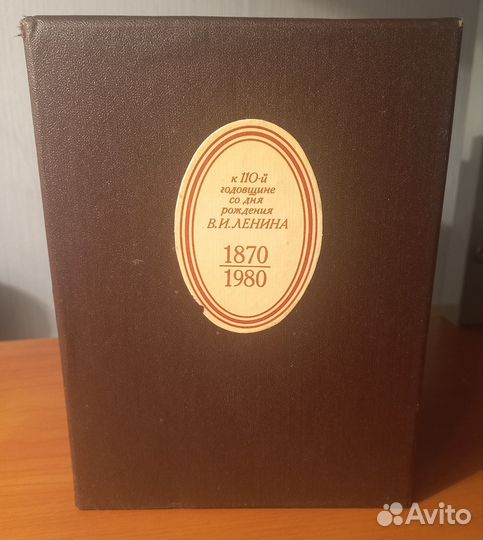 к 110-й
годовщине
со дня
рождения
В.И.ЛЕНИНА
1870
1980
Avito